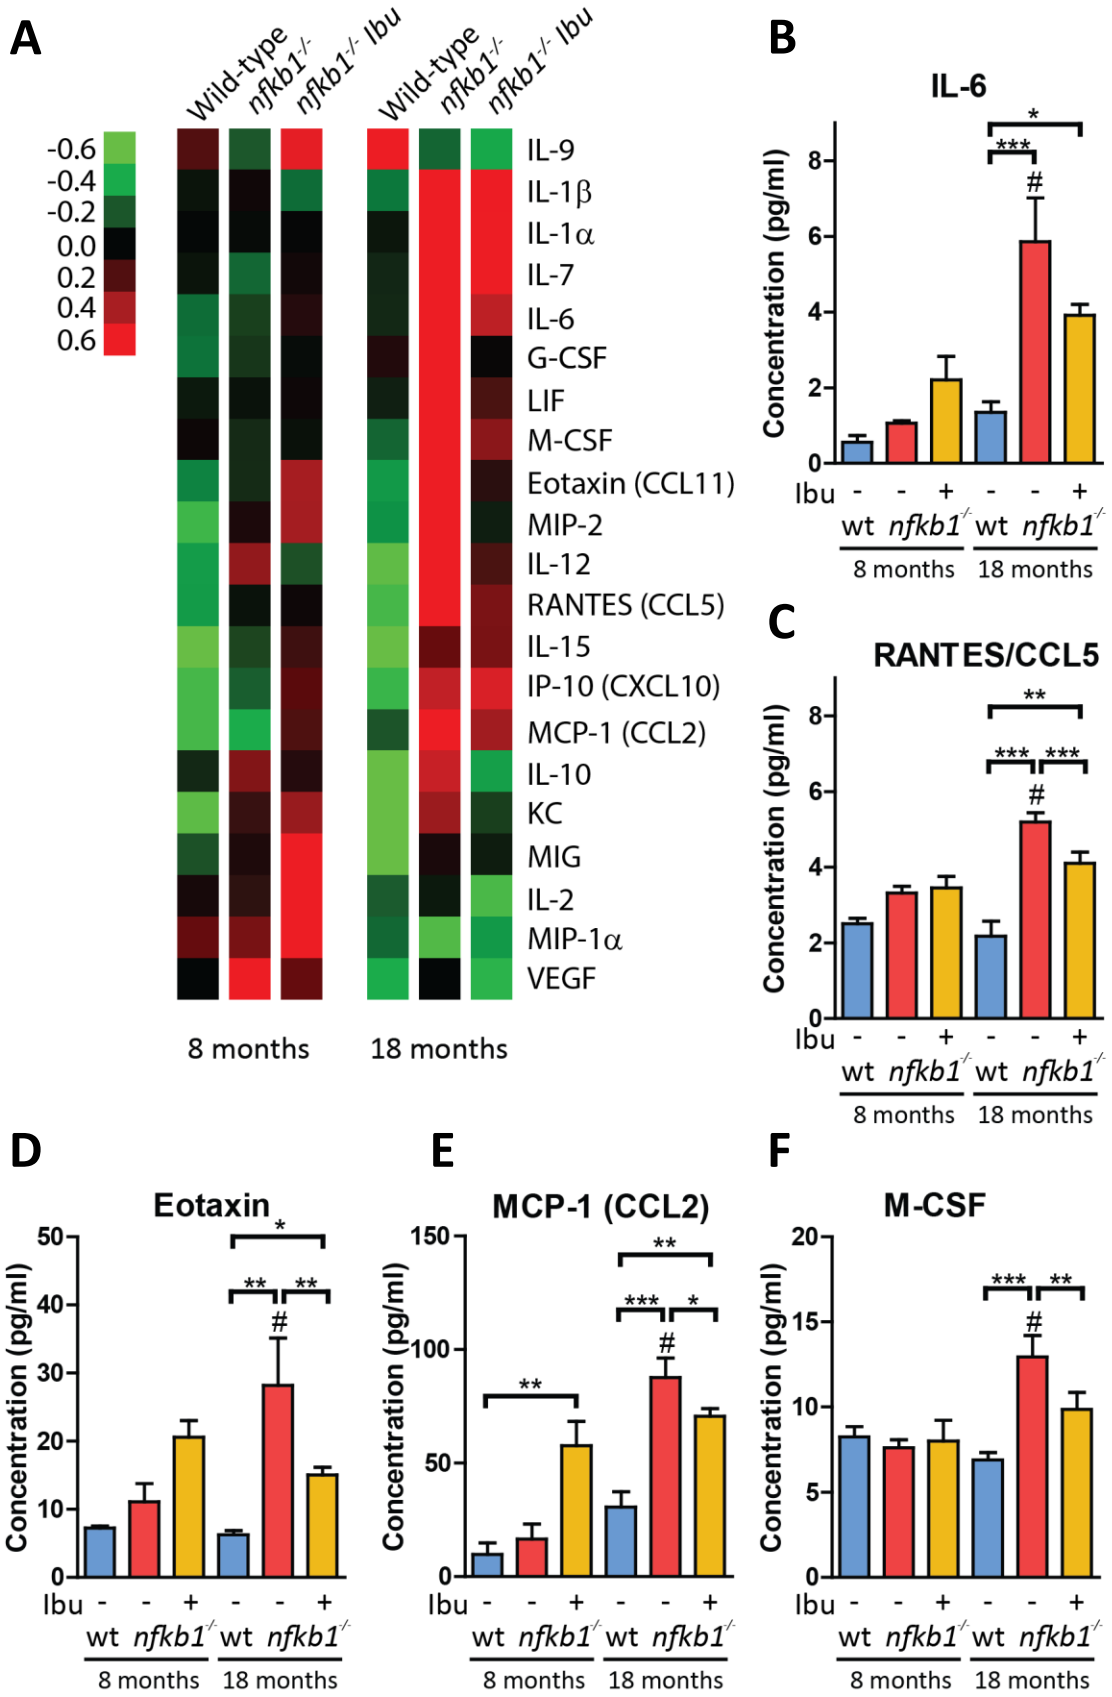 A
Wild-type
nfkb1-/-
nfkb1-/- Ibu
Wild-type
nfkb1-/-
nfkb1-/- Ibu
-0.6
-0.4
-0.2
0.0
0.2
0.4
0.6
IL-9
IL-1β
IL-1α
IL-7
IL-6
G-CSF
LIF
M-CSF
Eotaxin (CCL11)
MIP-2
IL-12
RANTES (CCL5)
IL-15
IP-10 (CXCL10)
MCP-1 (CCL2)
IL-10
KC
MIG
IL-2
MIP-1α
VEGF
8 months
18 months
B
IL-6
Concentration (pg/ml)
8
6
4
2
0
*
***
#
Ibu - - + - - +
wt nfkb1-/- wt nfkb1-/-
8 months 18 months
C
RANTES/CCL5
Concentration (pg/ml)
8
6
4
2
0
**
*** ***
#
Ibu - - + - - +
wt nfkb1-/- wt nfkb1-/-
8 months 18 months
D
Eotaxin
Concentration (pg/ml)
50
40
30
20
10
0
*
** **
#
Ibu - - + - - +
wt nfkb1-/- wt nfkb1-/-
8 months 18 months
E
MCP-1 (CCL2)
Concentration (pg/ml)
150
100
50
0
**
**
*** *
#
Ibu - - + - - +
wt nfkb1-/- wt nfkb1-/-
8 months 18 months
F
M-CSF
Concentration (pg/ml)
20
15
10
5
0
*** **
#
Ibu - - + - - +
wt nfkb1-/- wt nfkb1-/-
8 months 18 months